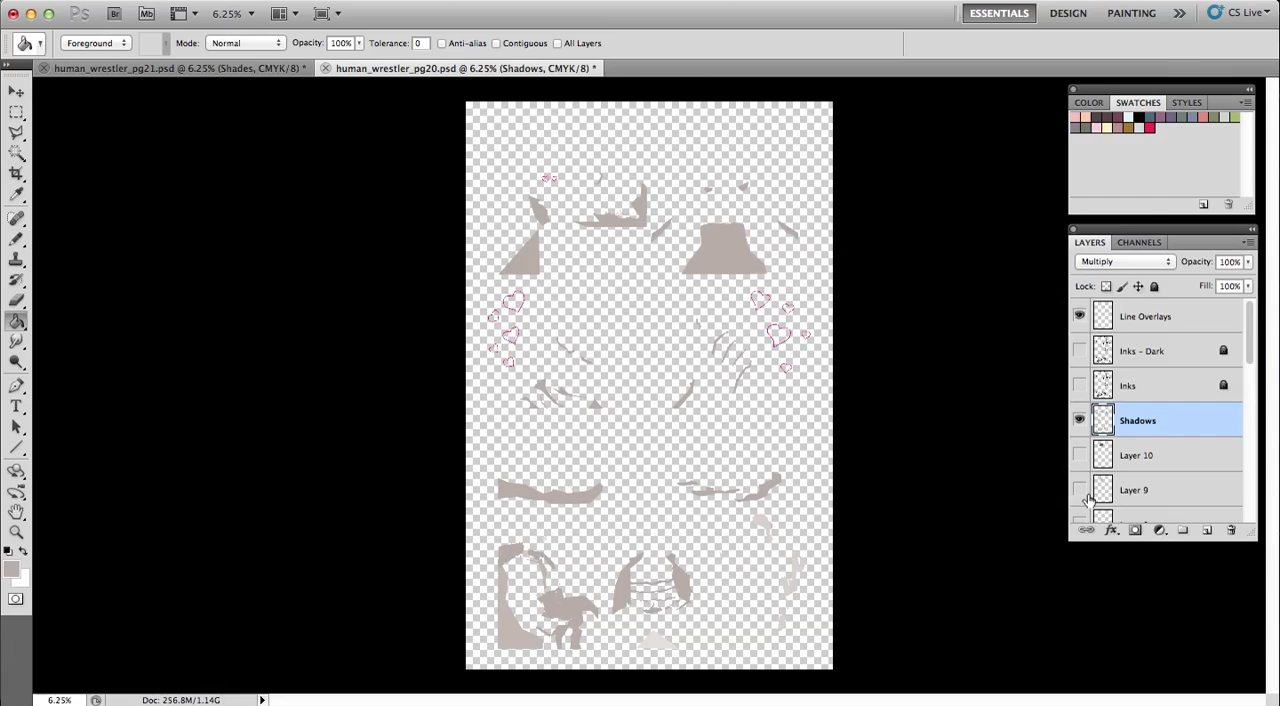 Ps Br Mb 6.25% ESSENTIALS DESIGN PAINTING CS Live
Foreground Mode: Normal Opacity: 100% Tolerance: 0 Anti-alias Contiguous All Layers
human_wrestler_pg21.psd @ 6.25% (Shades, CMYK/8) * human_wrestler_pg20.psd @ 6.25% (Shadows, CMYK/8) *
COLOR SWATCHES STYLES
LAYERS CHANNELS
Multiply Opacity: 100%
Lock: Fill: 100%
Line Overlays
Inks - Dark
Inks
Shadows
Layer 10
Layer 9
6.25% Doc: 256.8M/1.14G